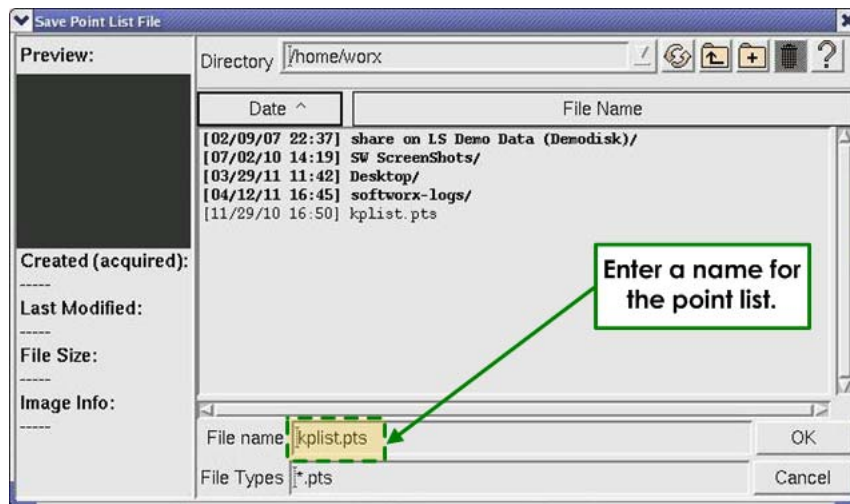 Save Point List File
Preview:
Directory /home/worx
Date ^ File Name
[02/09/07 22:37] share on LS Demo Data (Demodisk)/
[07/02/10 14:19] SW ScreenShots/
[03/29/11 11:42] Desktop/
[04/12/11 16:45] softworx-logs/
[11/29/10 16:50] kplist.pts
Created (acquired):
-----
Last Modified:
-----
File Size:
-----
Image Info:
-----
Enter a name for
the point list.
File name kplist.pts OK
File Types *.pts Cancel